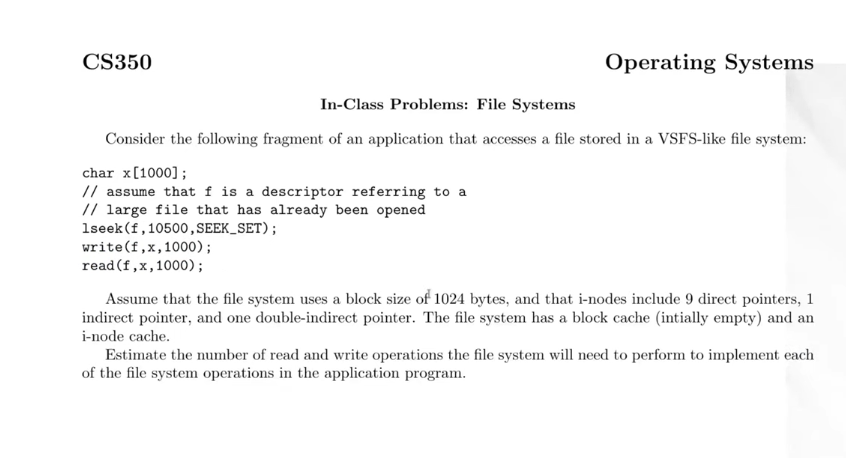 CS350 Operating Systems
In-Class Problems: File Systems
Consider the following fragment of an application that accesses a file stored in a VSFS-like file system:
char x[1000];
// assume that f is a descriptor referring to a
// large file that has already been opened
lseek(f,10500,SEEK_SET);
write(f,x,1000);
read(f,x,1000);
Assume that the file system uses a block size of 1024 bytes, and that i-nodes include 9 direct pointers, 1
indirect pointer, and one double-indirect pointer. The file system has a block cache (intially empty) and an
i-node cache.
Estimate the number of read and write operations the file system will need to perform to implement each
of the file system operations in the application program.